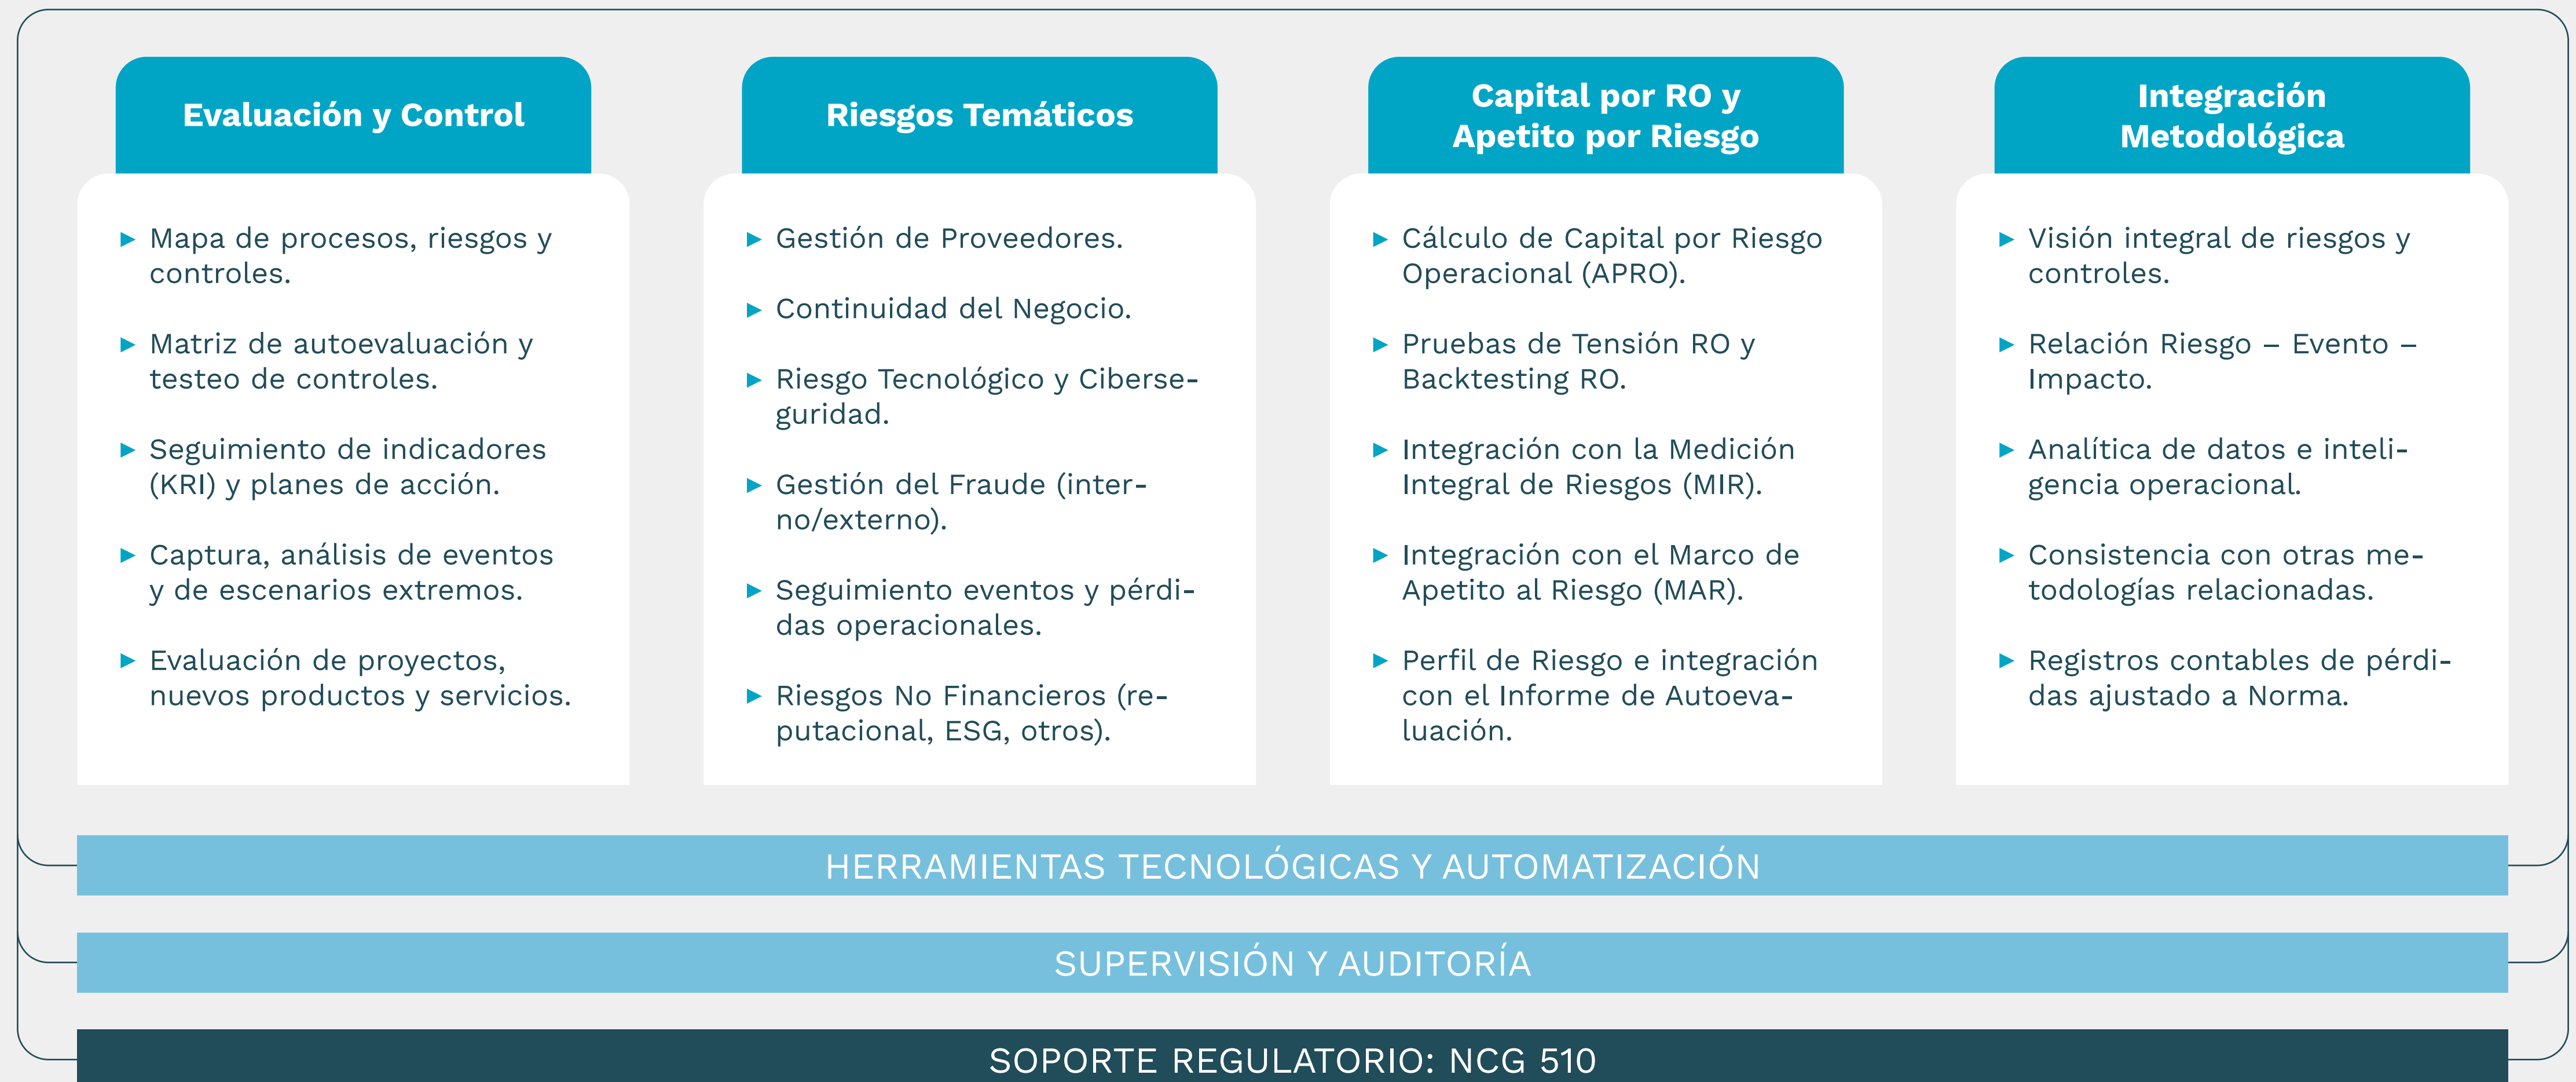 Evaluación y Control
Mapa de procesos, riesgos y
controles.
Matriz de autoevaluación y
testeo de controles.
Seguimiento de indicadores
(KRI) y planes de acción.
Captura, análisis de eventos
y de escenarios extremos.
Evaluación de proyectos,
nuevos productos y servicios.
Riesgos Temáticos
Gestión de Proveedores.
Continuidad del Negocio.
Riesgo Tecnológico y Ciberse-
guridad.
Gestión del Fraude (inter-
no/externo).
Seguimiento eventos y pérdi-
das operacionales.
Riesgos No Financieros (re-
putacional, ESG, otros).
Capital por RO y
Apetito por Riesgo
Cálculo de Capital por Riesgo
Operacional (APRO).
Pruebas de Tensión RO y
Backtesting RO.
Integración con la Medición
Integral de Riesgos (MIR).
Integración con el Marco de
Apetito al Riesgo (MAR).
Perfil de Riesgo e integración
con el Informe de Autoeva-
luación.
Integración
Metodológica
Visión integral de riesgos y
controles.
Relación Riesgo – Evento –
Impacto.
Analítica de datos e inteli-
gencia operacional.
Consistencia con otras me-
todologías relacionadas.
Registros contables de pérdi-
das ajustado a Norma.
HERRAMIENTAS TECNOLÓGICAS Y AUTOMATIZACIÓN
SUPERVISIÓN Y AUDITORÍA
SOPORTE REGULATORIO: NCG 510